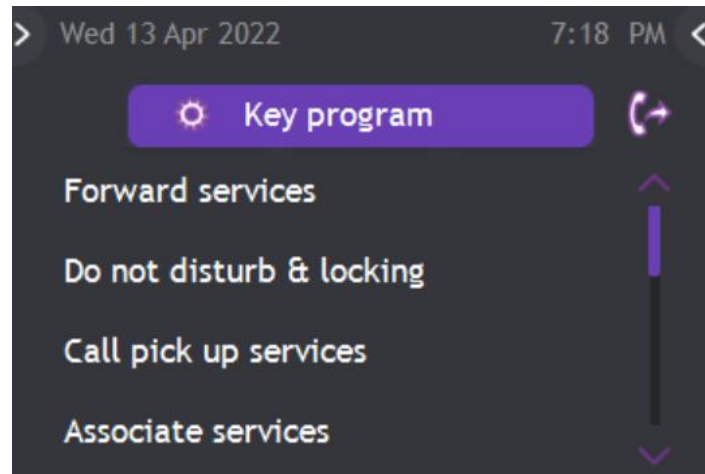 Wed 13 Apr 2022 7:18 PM
Key program
Forward services
Do not disturb & locking
Call pick up services
Associate services